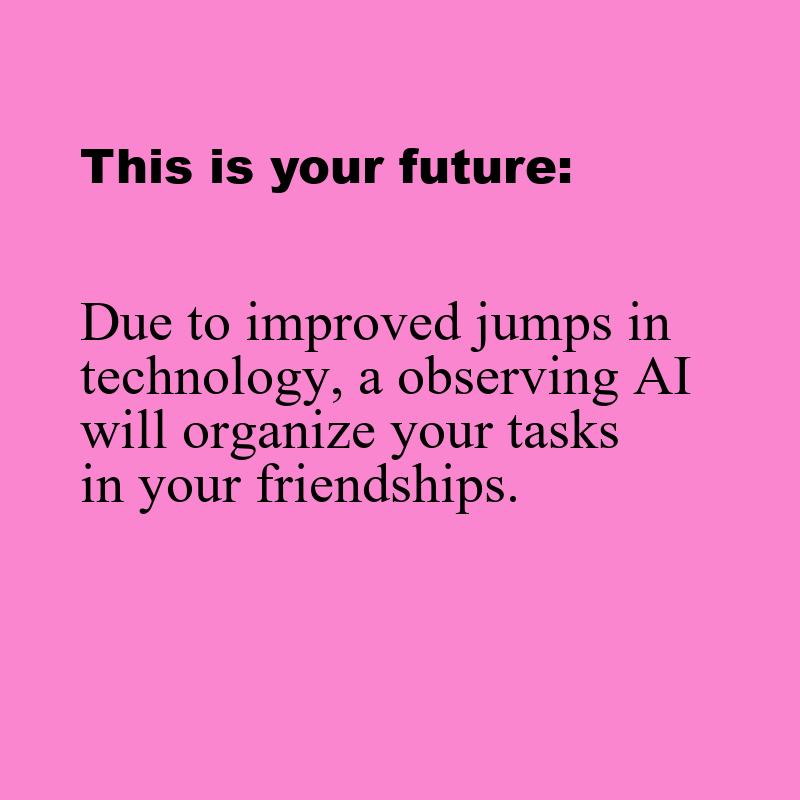 This is your future:
Due to improved jumps in
technology, a observing AI
will organize your tasks
in your friendships.